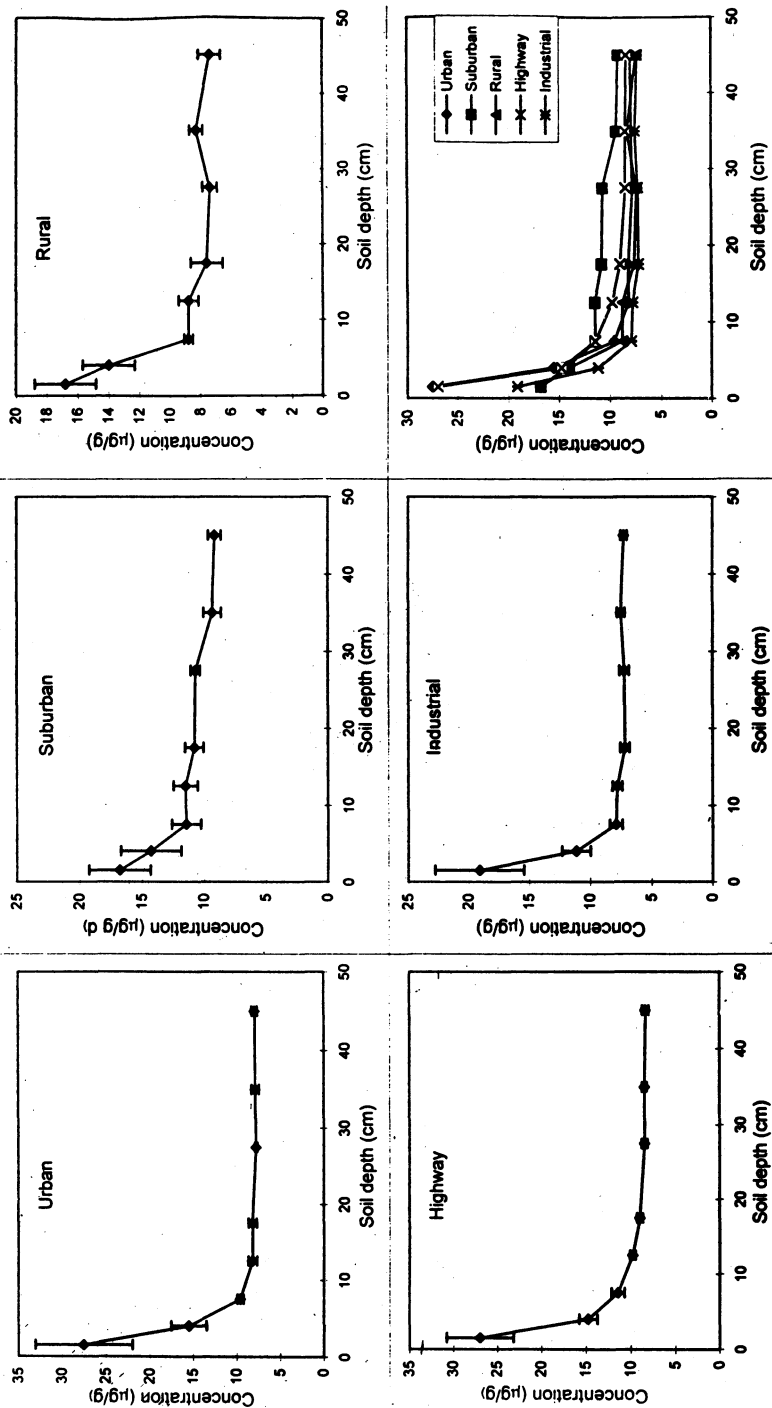 Urban
35
30
25
20
15
10
5
0
Concentration (µg/g)
0 10 20 30 40 50
Soil depth (cm)
Suburban
25
20
15
10
5
0
Concentration (µg/g d)
0 10 20 30 40 50
Soil depth (cm)
Rural
20
18
16
14
12
10
8
6
4
2
0
Concentration (µg/g)
0 10 20 30 40 50
Soil depth (cm)
Highway
35
30
25
20
15
10
5
0
Concentration (µg/g)
0 10 20 30 40 50
Soil depth (cm)
Industrial
25
20
15
10
5
0
Concentration (µg/g)
0 10 20 30 40 50
Soil depth (cm)
30
25
20
15
10
5
0
Concentration (µg/g)
0 10 20 30 40 50
Soil depth (cm)
Urban
Suburban
Rural
Highway
Industrial